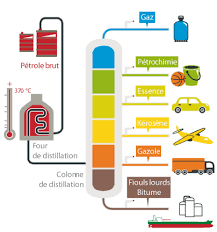 Gaz
Pétrole brut
Pétrochimie
+ 370 °C
Essence
Kérosène
Four
de distillation
Gazole
Colonne
de distillation
Fiouls lourds
Bitume